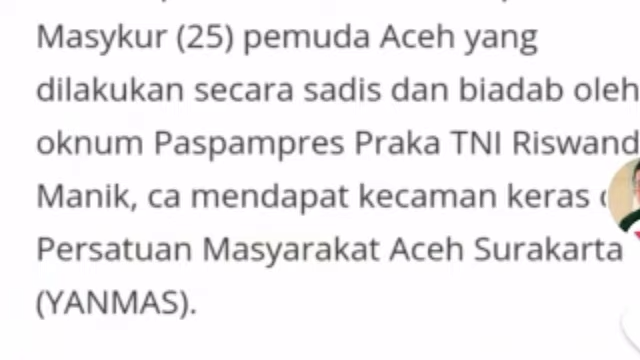 Masykur (25) pemuda Aceh yang
dilakukan secara sadis dan biadab oleh
oknum Paspampres Praka TNI Riswand
Manik, ca mendapat kecaman keras
Persatuan Masyarakat Aceh Surakarta
(YANMAS).